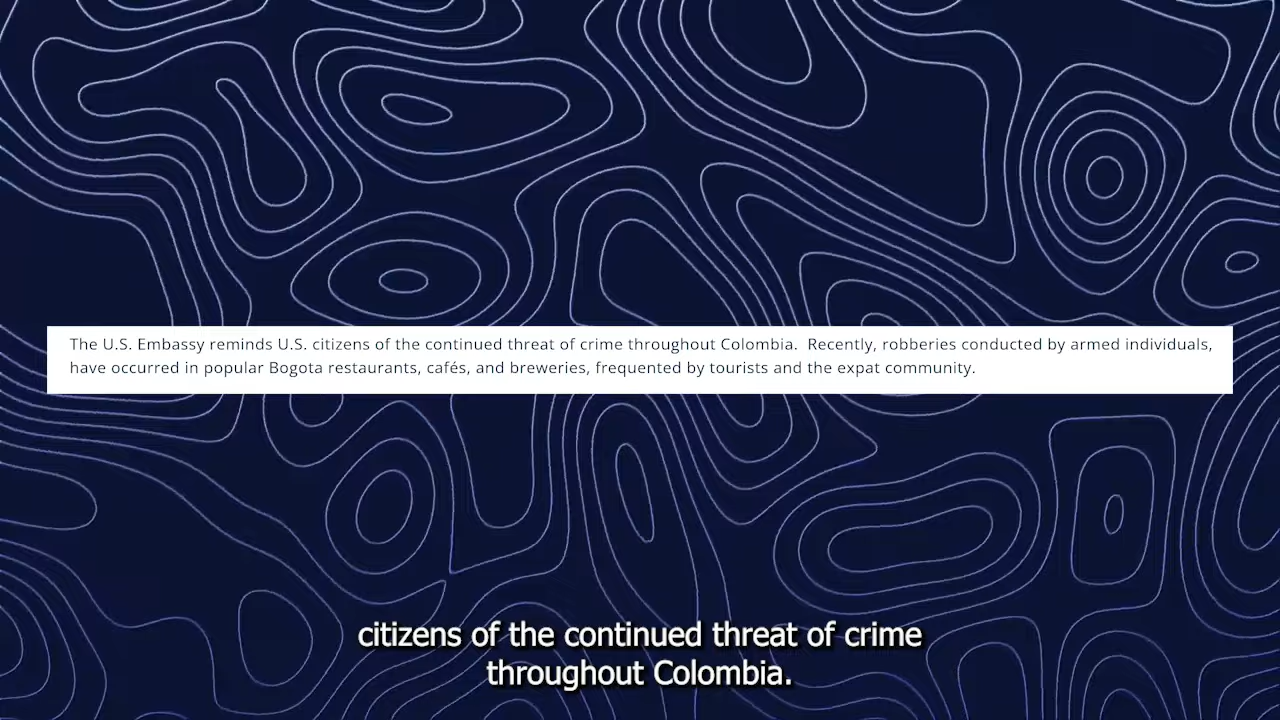 The U.S. Embassy reminds U.S. citizens of the continued threat of crime throughout Colombia.  Recently, robberies conducted by armed individuals,
have occurred in popular Bogota restaurants, cafés, and breweries, frequented by tourists and the expat community.
citizens of the continued threat of crime
throughout Colombia.